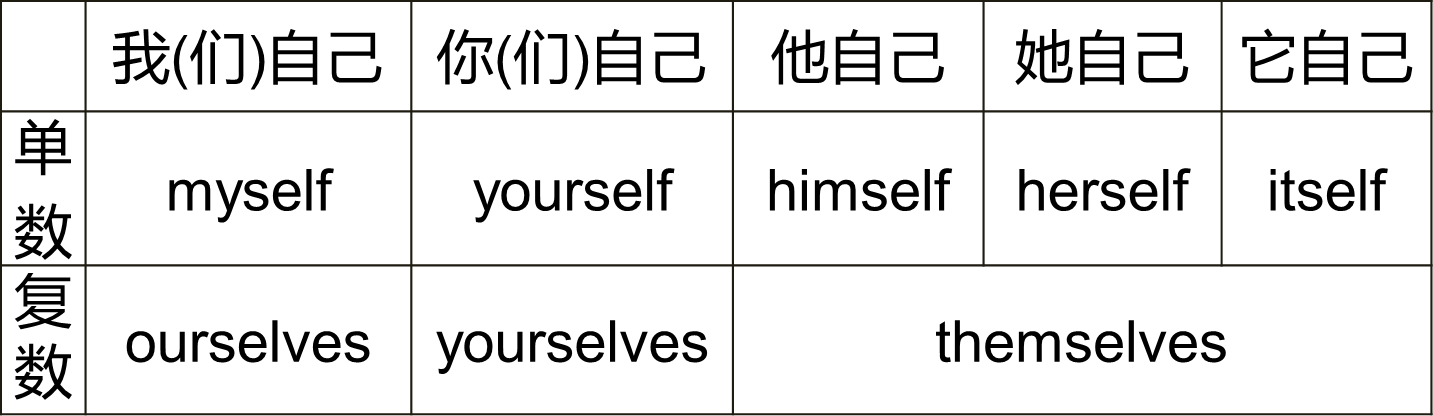 我(们)自己 你(们)自己 他自己 她自己 它自己
单数 myself yourself himself herself itself
复数 ourselves yourselves themselves